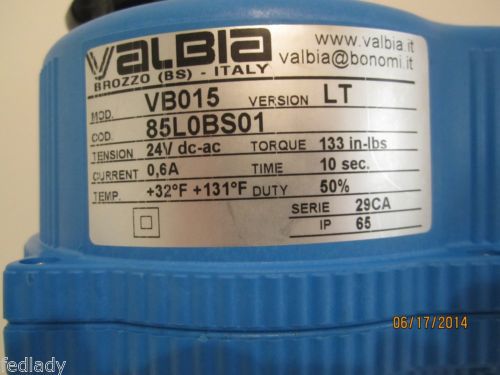 VALBIA
www.valbia.it
BROZZO (BS) - ITALY
valbia@bonomi.it
MOD. VB015 VERSION LT
COD. 85L0BS01
TENSION 24V dc-ac TORQUE 133 in-lbs
CURRENT 0,6A TIME 10 sec.
TEMP. +32°F +131°F DUTY 50%
SERIE 29CA
IP 65
06/17/2014
fedlady